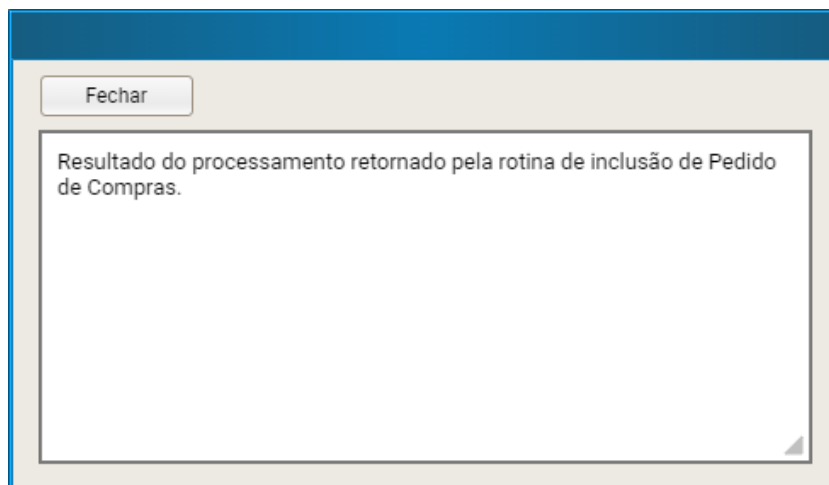 Fechar
Resultado do processamento retornado pela rotina de inclusão de Pedido
de Compras.